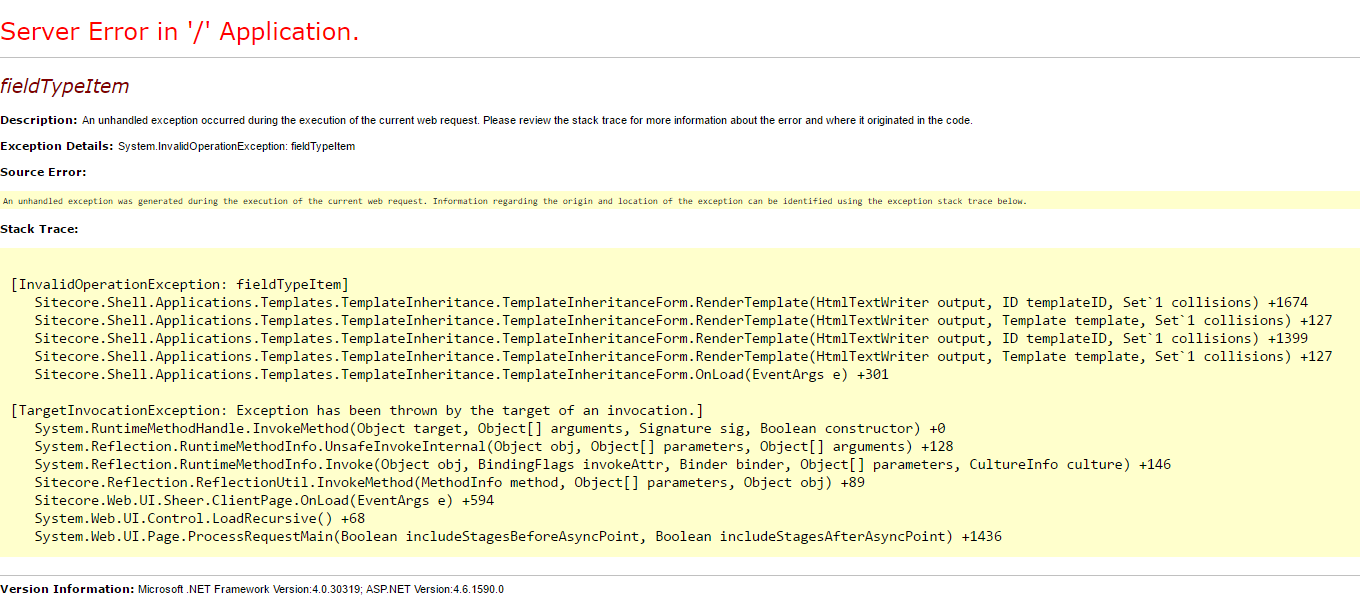 Server Error in '/' Application.
fieldTypeItem
Description: An unhandled exception occurred during the execution of the current web request. Please review the stack trace for more information about the error and where it originated in the code.
Exception Details: System.InvalidOperationException: fieldTypeItem
Source Error:
An unhandled exception was generated during the execution of the current web request. Information regarding the origin and location of the exception can be identified using the exception stack trace below.
Stack Trace:
[InvalidOperationException: fieldTypeItem]
Sitecore.Shell.Applications.Templates.TemplateInheritance.TemplateInheritanceForm.RenderTemplate(HtmlTextWriter output, ID templateID, Set`1 collisions) +1674
Sitecore.Shell.Applications.Templates.TemplateInheritance.TemplateInheritanceForm.RenderTemplate(HtmlTextWriter output, Template template, Set`1 collisions) +127
Sitecore.Shell.Applications.Templates.TemplateInheritance.TemplateInheritanceForm.RenderTemplate(HtmlTextWriter output, ID templateID, Set`1 collisions) +1399
Sitecore.Shell.Applications.Templates.TemplateInheritance.TemplateInheritanceForm.RenderTemplate(HtmlTextWriter output, Template template, Set`1 collisions) +127
Sitecore.Shell.Applications.Templates.TemplateInheritance.TemplateInheritanceForm.OnLoad(EventArgs e) +301
[TargetInvocationException: Exception has been thrown by the target of an invocation.]
System.RuntimeMethodHandle.InvokeMethod(Object target, Object[] arguments, Signature sig, Boolean constructor) +0
System.Reflection.RuntimeMethodInfo.UnsafeInvokeInternal(Object obj, Object[] parameters, Object[] arguments) +128
System.Reflection.RuntimeMethodInfo.Invoke(Object obj, BindingFlags invokeAttr, Binder binder, Object[] parameters, CultureInfo culture) +146
Sitecore.Reflection.ReflectionUtil.InvokeMethod(MethodInfo method, Object[] parameters, Object obj) +89
Sitecore.Web.UI.Sheer.ClientPage.OnLoad(EventArgs e) +594
System.Web.UI.Control.LoadRecursive() +68
System.Web.UI.Page.ProcessRequestMain(Boolean includeStagesBeforeAsyncPoint, Boolean includeStagesAfterAsyncPoint) +1436
Version Information: Microsoft .NET Framework Version:4.0.30319; ASP.NET Version:4.6.1590.0